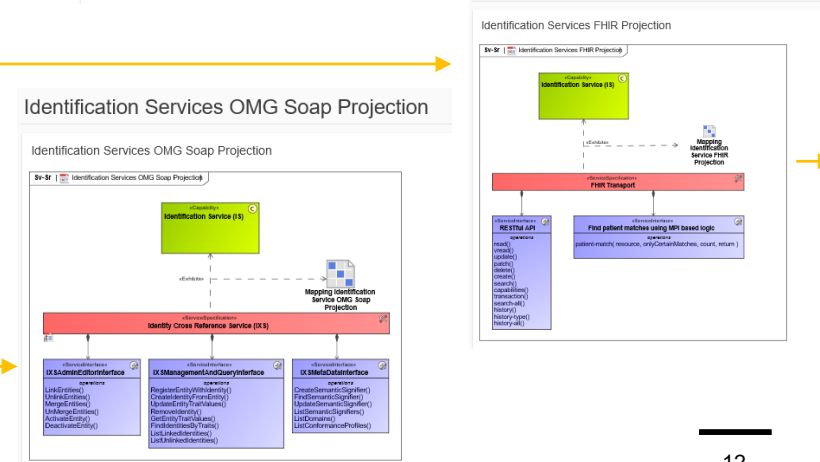 Identification Services FHIR Projection
Sv-Sr Identification Services FHIR Projection
«Capability»
Identification Service (IS)
«Exhibits»
Mapping
Identification
Service FHIR
Projection
«ServiceSpecification»
FHIR Transport
«ServiceInterface»
RESTful API
operations
read()
vread()
update()
patch()
delete()
create()
search()
capabilities()
transaction()
search-all()
history()
history-type()
history-all()
«ServiceInterface»
Find patient matches using MPI based logic
operations
patient-match( resource, onlyCertainMatches, count, return )
Identification Services OMG Soap Projection
Identification Services OMG Soap Projection
Sv-Sr Identification Services OMG Soap Projection
«Capability»
Identification Service (IS)
«Exhibits»
Mapping Identification
Service OMG Soap
Projection
«ServiceSpecification»
Identity Cross Reference Service (IXS)
«ServiceInterface»
IXSAdminEditorInterface
operations
LinkEntities()
UnlinkEntities()
MergeEntities()
UnMergeEntities()
ActivateEntity()
DeactivateEntity()
«ServiceInterface»
IXSManagementAndQueryInterface
operations
RegisterEntityWithIdentity()
CreateIdentityFromEntity()
UpdateEntityTraitValues()
RemoveIdentity()
GetEntityTraitValues()
FindIdentitiesByTraits()
ListLinkedIdentities()
ListUnlinkedIdentities()
«ServiceInterface»
IXSMetaDataInterface
operations
CreateSemanticSignifier()
FindSemanticSignifier()
UpdateSemanticSignifier()
ListSemanticSignifiers()
ListDomains()
ListConformanceProfiles()